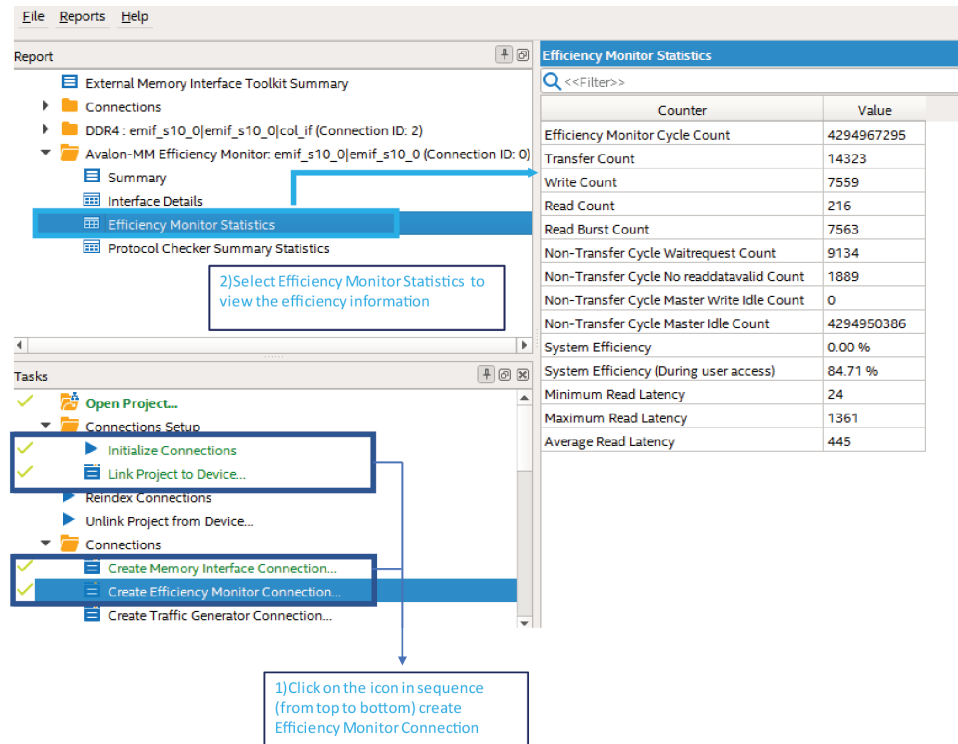 File Reports Help
Report
External Memory Interface Toolkit Summary
Connections
DDR4 : emif_s10_0|emif_s10_0|col_if (Connection ID: 2)
Avalon-MM Efficiency Monitor: emif_s10_0|emif_s10_0 (Connection ID: 0)
Summary
Interface Details
Efficiency Monitor Statistics
Protocol Checker Summary Statistics
2)Select Efficiency Monitor Statistics to
view the efficiency information
Tasks
Open Project...
Connections Setup
Initialize Connections
Link Project to Device...
Reindex Connections
Unlink Project from Device...
Connections
Create Memory Interface Connection...
Create Efficiency Monitor Connection...
Create Traffic Generator Connection...
1)Click on the icon in sequence
(from top to bottom) create
Efficiency Monitor Connection
Efficiency Monitor Statistics
<<Filter>>
Counter Value
Efficiency Monitor Cycle Count 4294967295
Transfer Count 14323
Write Count 7559
Read Count 216
Read Burst Count 7563
Non-Transfer Cycle Waitrequest Count 9134
Non-Transfer Cycle No readdatavalid Count 1889
Non-Transfer Cycle Master Write Idle Count 0
Non-Transfer Cycle Master Idle Count 4294950386
System Efficiency 0.00 %
System Efficiency (During user access) 84.71 %
Minimum Read Latency 24
Maximum Read Latency 1361
Average Read Latency 445